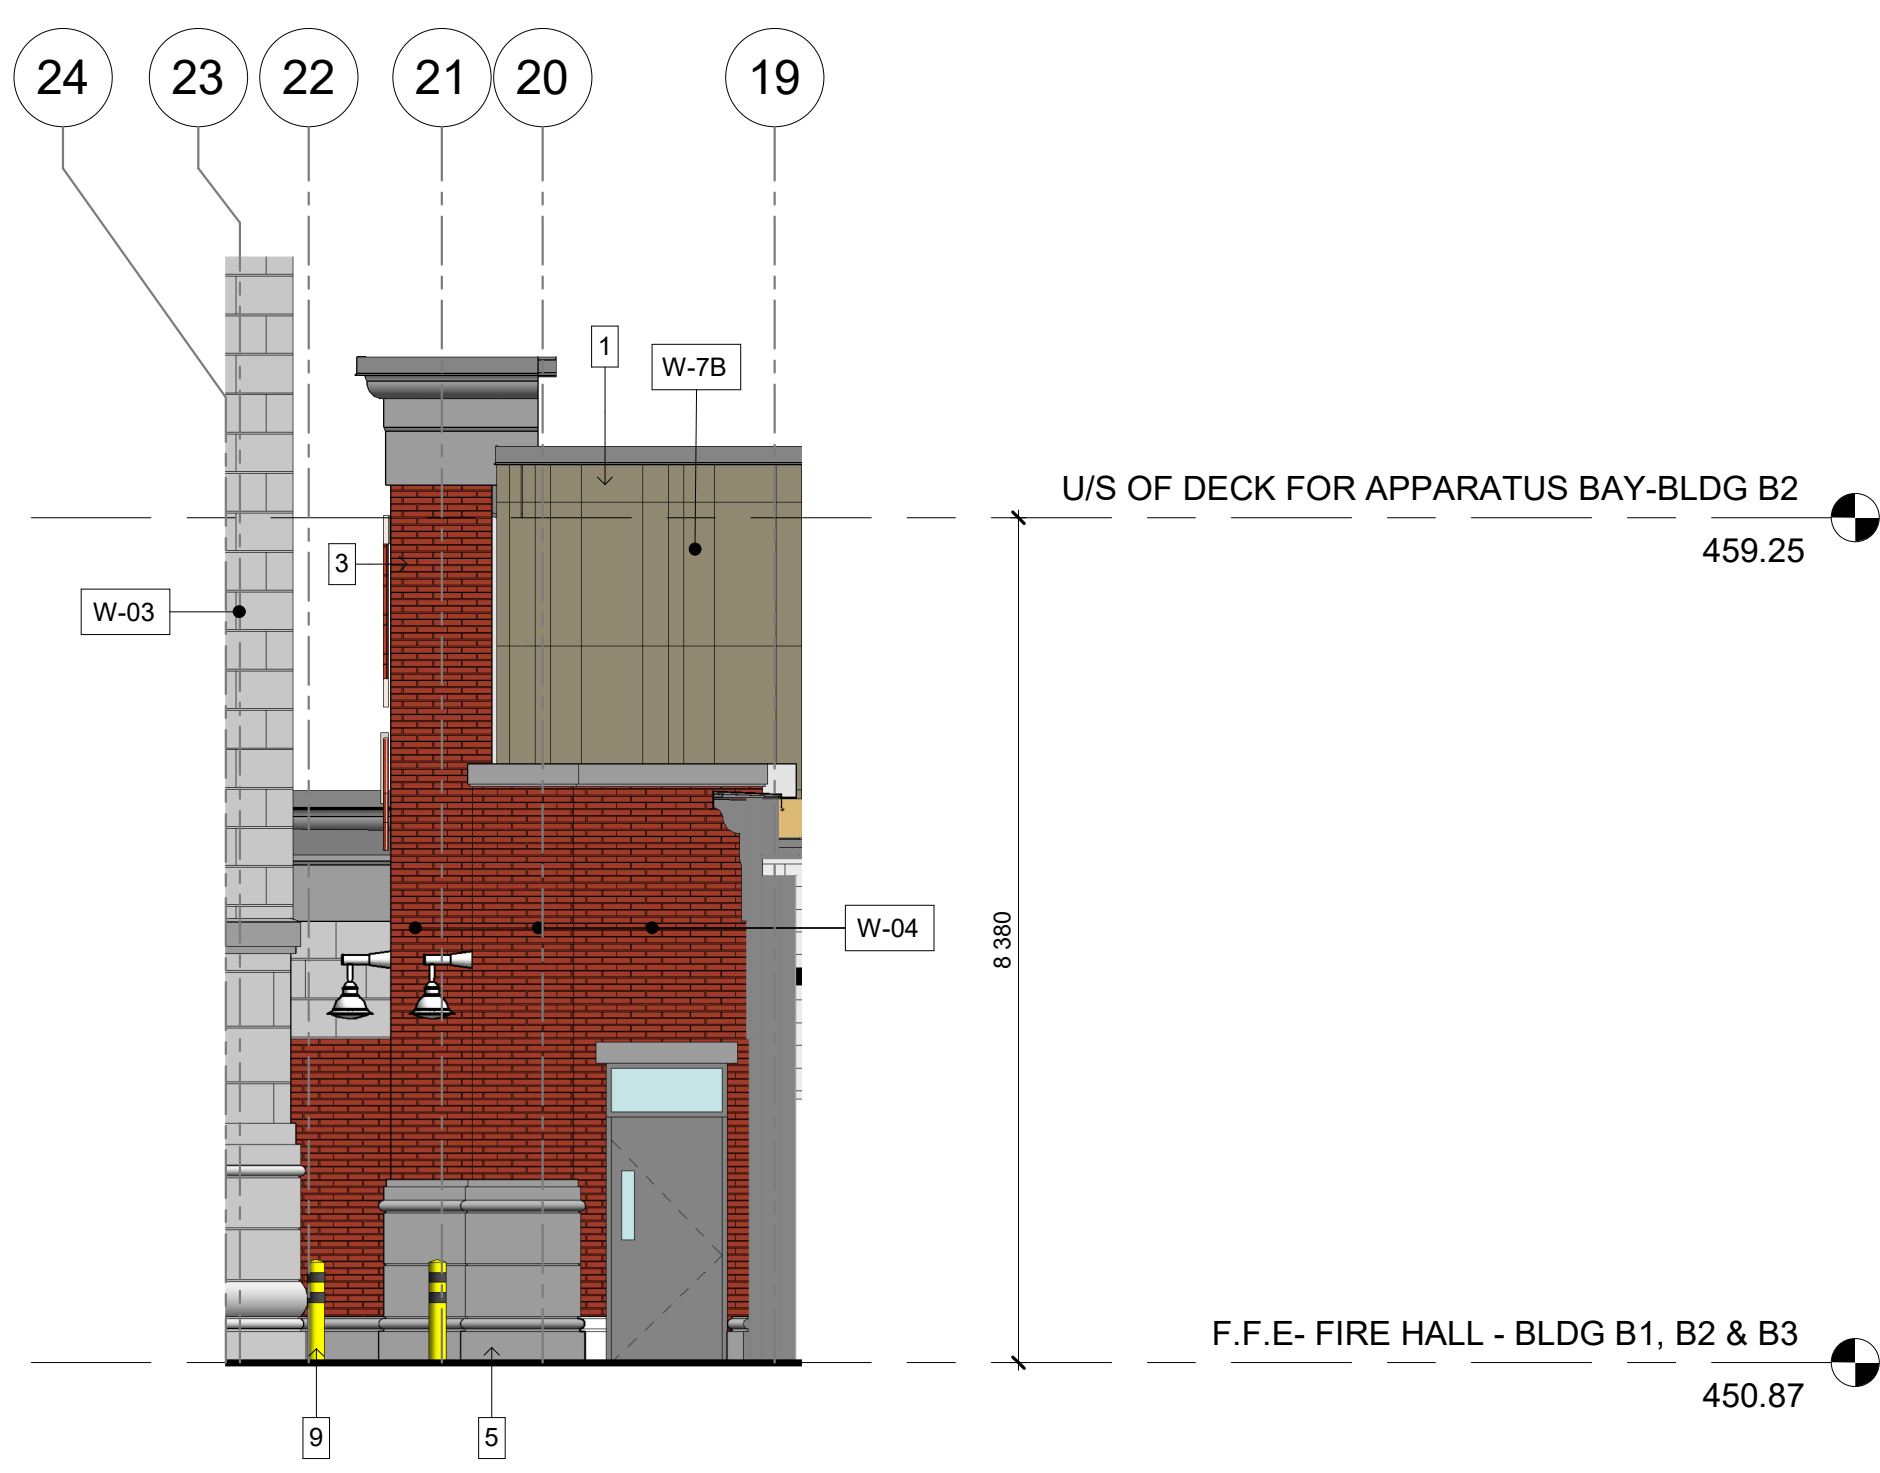 24 23 22 21 20 19
1
W-7B
U/S OF DECK FOR APPARATUS BAY-BLDG B2
459.25
3
W-03
W-04
8 380
F.F.E- FIRE HALL - BLDG B1, B2 & B3
450.87
9
5